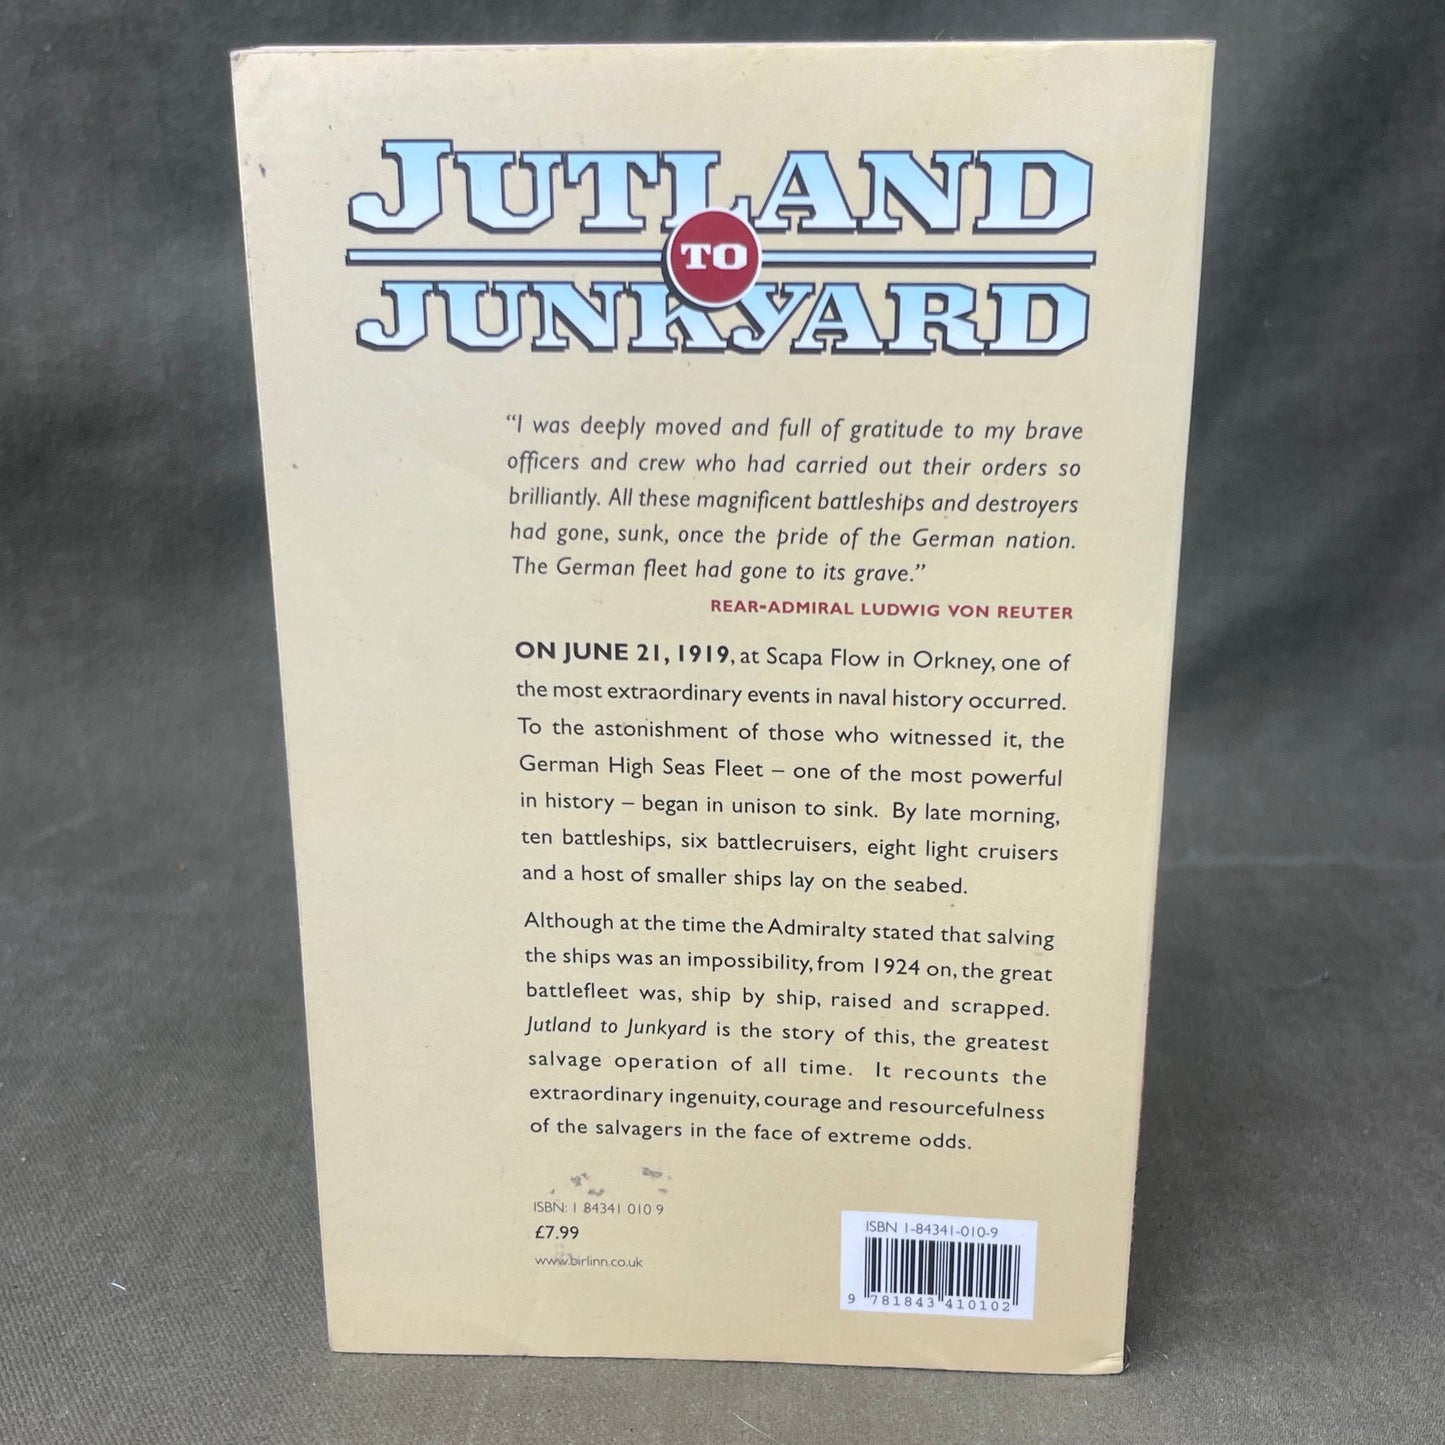 JUTLAND
TO
JUNKYARD
“I was deeply moved and full of gratitude to my brave
officers and crew who had carried out their orders so
brilliantly. All these magnificent battleships and destroyers
had gone, sunk, once the pride of the German nation.
The German fleet had gone to its grave.”
REAR-ADMIRAL LUDWIG VON REUTER
ON JUNE 21, 1919, at Scapa Flow in Orkney, one of
the most extraordinary events in naval history occurred.
To the astonishment of those who witnessed it, the
German High Seas Fleet – one of the most powerful
in history – began in unison to sink. By late morning,
ten battleships, six battlecruisers, eight light cruisers
and a host of smaller ships lay on the seabed.
Although at the time the Admiralty stated that salving
the ships was an impossibility, from 1924 on, the great
battlefleet was, ship by ship, raised and scrapped.
Jutland to Junkyard is the story of this, the greatest
salvage operation of all time. It recounts the
extraordinary ingenuity, courage and resourcefulness
of the salvagers in the face of extreme odds.
ISBN: 1 84341 010 9
£7.99
www.birlinn.co.uk
ISBN 1-84341-010-9
9 781843 410102